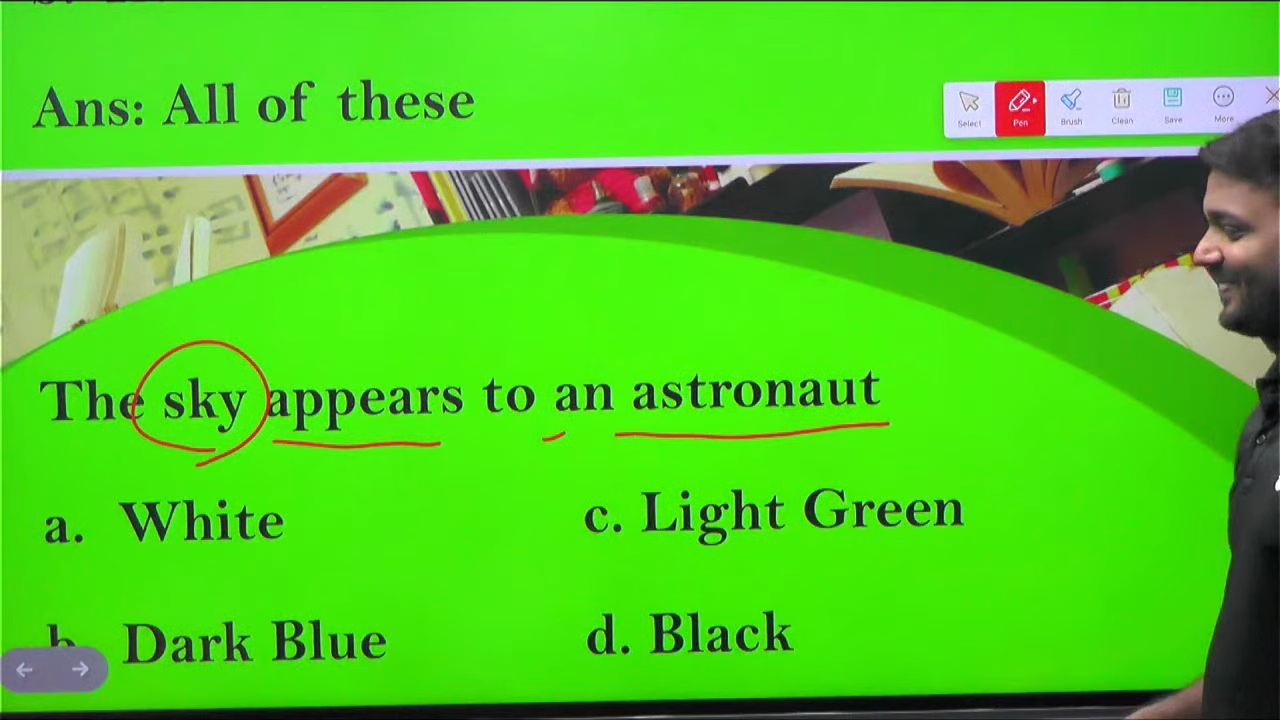 Ans: All of these
Select Pen Brush Clean Save More
The sky appears to an astronaut
a. White
c. Light Green
b. Dark Blue
d. Black